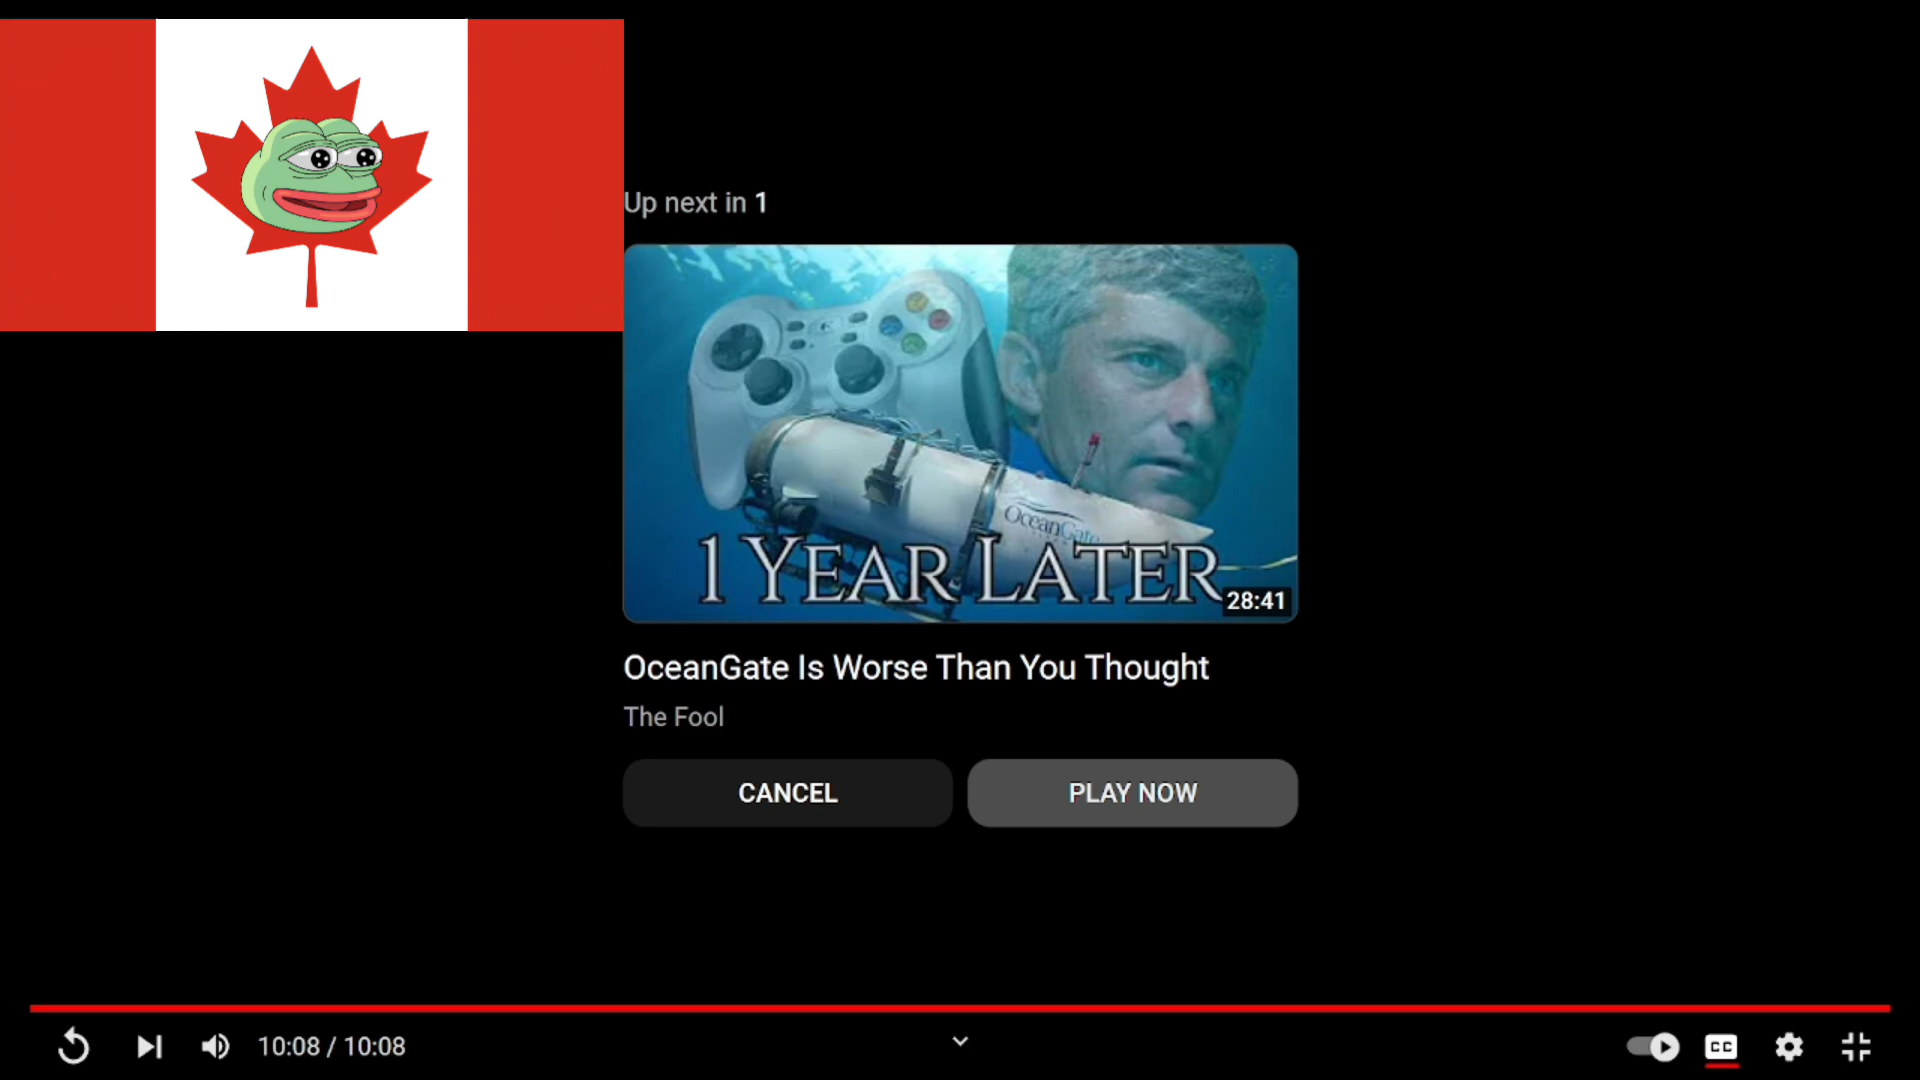 Up next in 1
OceanGate
1 YEAR LATER
28:41
OceanGate Is Worse Than You Thought
The Fool
CANCEL
PLAY NOW
10:08 / 10:08
CC